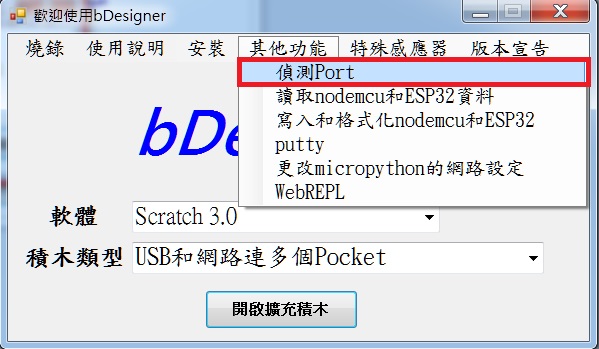 歡迎使用bDesigner
燒錄 使用說明 安裝 其他功能 特殊感應器 版本宣告
偵測Port
讀取nodemcu和ESP32資料
寫入和格式化nodemcu和ESP32
putty
更改micropython的網路設定
WebREPL
bDe
軟體 Scratch 3.0
積木類型 USB和網路連多個Pocket
開啟擴充積木